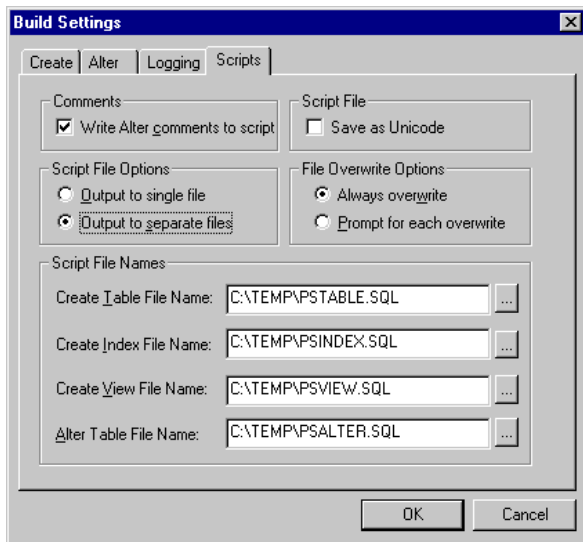 Build Settings
Create Alter Logging Scripts
Comments
Write Alter comments to script
Script File
Save as Unicode
Script File Options
Output to single file
Output to separate files
File Overwrite Options
Always overwrite
Prompt for each overwrite
Script File Names
Create Table File Name: C:\TEMP\PSTABLE.SQL ...
Create Index File Name: C:\TEMP\PSINDEX.SQL ...
Create View File Name: C:\TEMP\PSVIEW.SQL ...
Alter Table File Name: C:\TEMP\PSALTER.SQL ...
OK Cancel